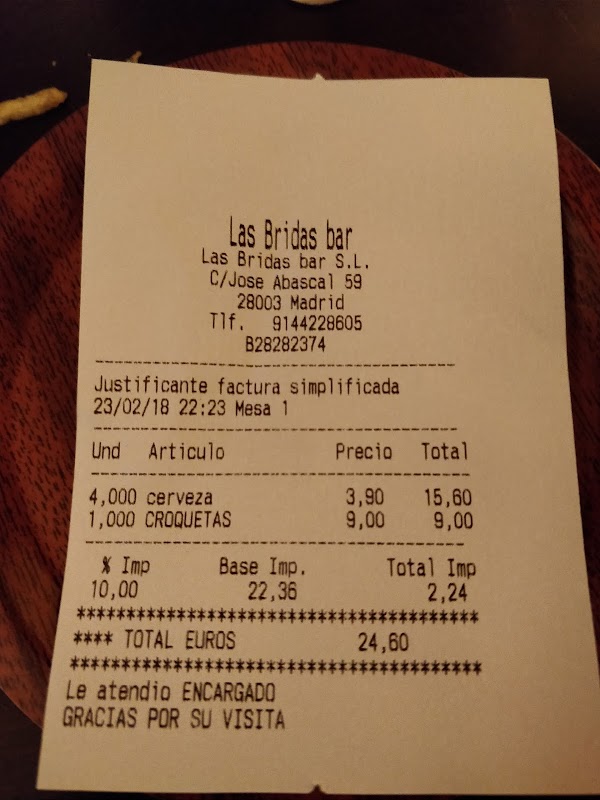 Las Bridas bar
Las Bridas bar S.L.
C/Jose Abascal 59
28003 Madrid
Tlf. 9144228605
B28282374
Justificante factura simplificada
23/02/18 22:23 Mesa 1
Und Articulo Precio Total
4,000 cerveza 3,90 15,60
1,000 CROQUETAS 9,00 9,00
% Imp Base Imp. Total Imp
10,00 22,36 2,24
**************************************
**** TOTAL EUROS 24,60
**************************************
Le atendio ENCARGADO
GRACIAS POR SU VISITA